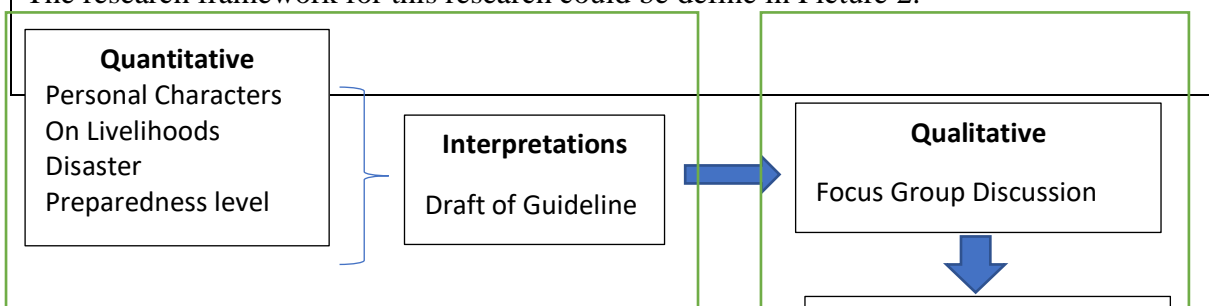 The research framework for this research could be define in Picture 2.
Quantitative
Personal Characters
On Livelihoods
Disaster
Preparedness level
Interpretations
Draft of Guideline
Qualitative
Focus Group Discussion